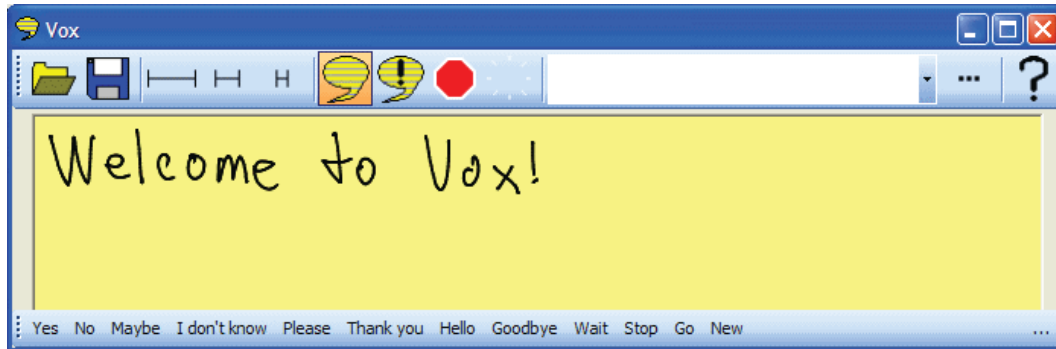 Vox
Welcome to Vox!
Yes No Maybe I don't know Please Thank you Hello Goodbye Wait Stop Go New ...